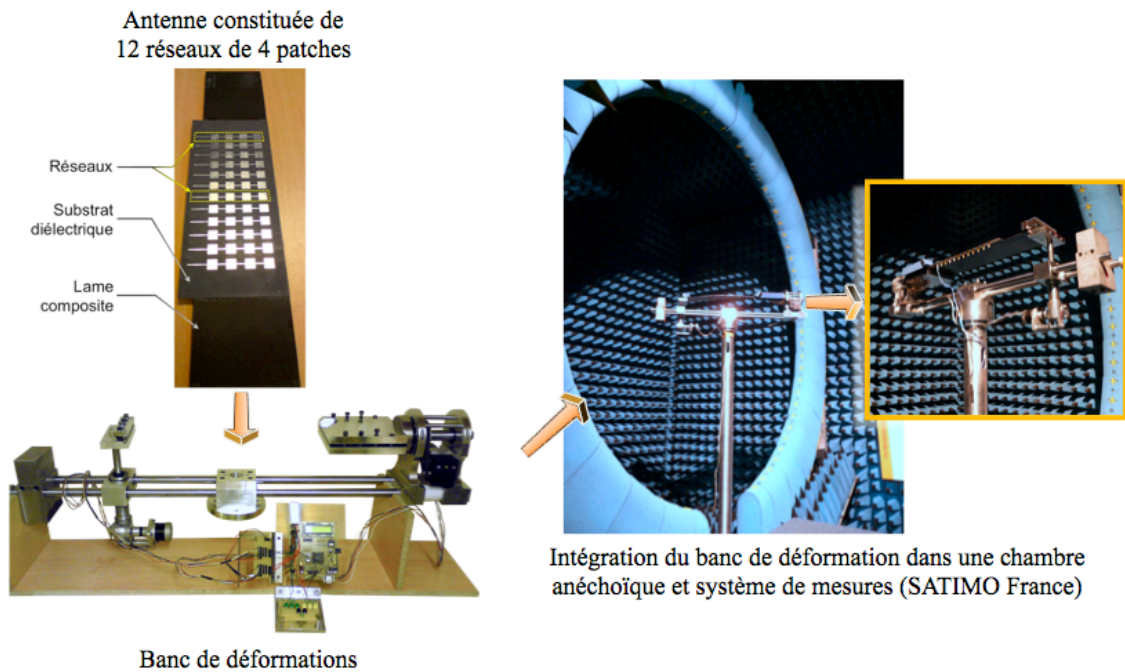 Antenne constituée de
12 réseaux de 4 patches
Réseaux
Substrat
diélectrique
Lame
composite
Banc de déformations
Intégration du banc de déformation dans une chambre
anéchoïque et système de mesures (SATIMO France)